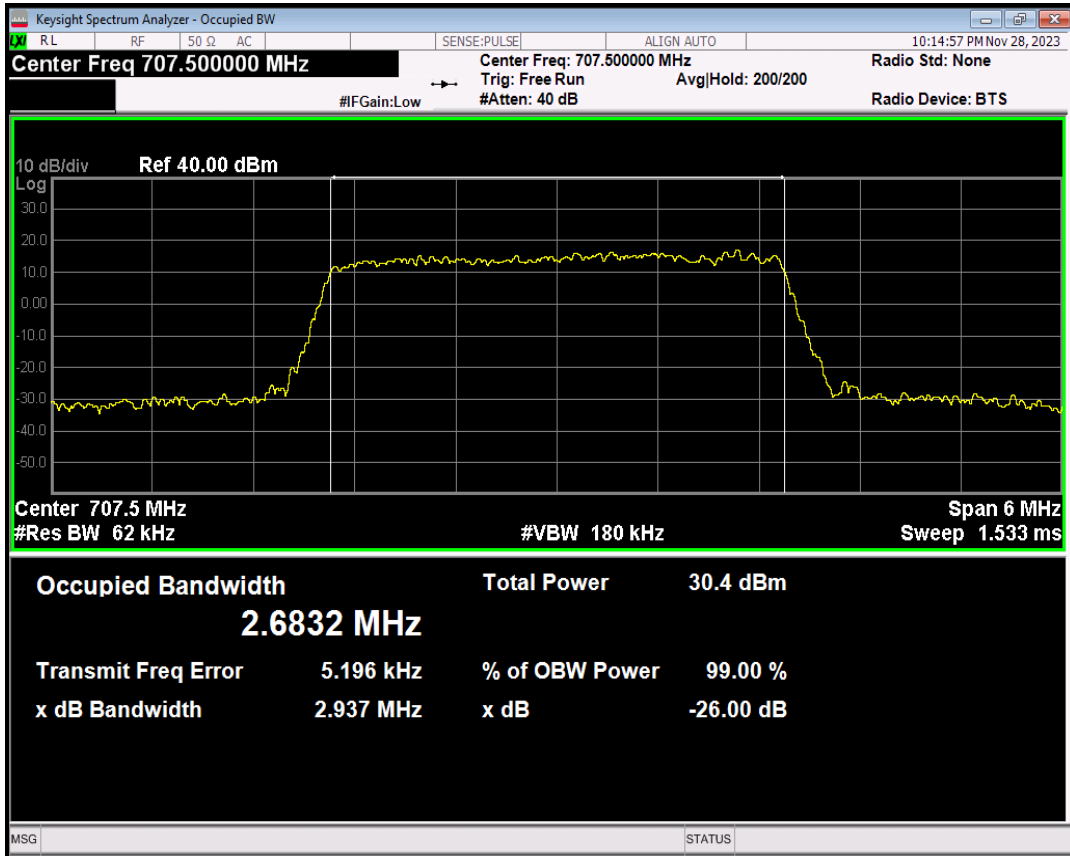 Keysight Spectrum Analyzer - Occupied BW
LXI RL RF 50 Ω AC SENSE:PULSE ALIGN AUTO 10:14:57 PM Nov 28, 2023
Center Freq 707.500000 MHz Center Freq: 707.500000 MHz Radio Std: None
Trig: Free Run Avg|Hold: 200/200
#IFGain:Low #Atten: 40 dB Radio Device: BTS
10 dB/div Ref 40.00 dBm
Log
30.0
20.0
10.0
0.00
-10.0
-20.0
-30.0
-40.0
-50.0
Center 707.5 MHz Span 6 MHz
#Res BW 62 kHz #VBW 180 kHz Sweep 1.533 ms
Occupied Bandwidth Total Power 30.4 dBm
2.6832 MHz
Transmit Freq Error 5.196 kHz % of OBW Power 99.00 %
x dB Bandwidth 2.937 MHz x dB -26.00 dB
MSG STATUS